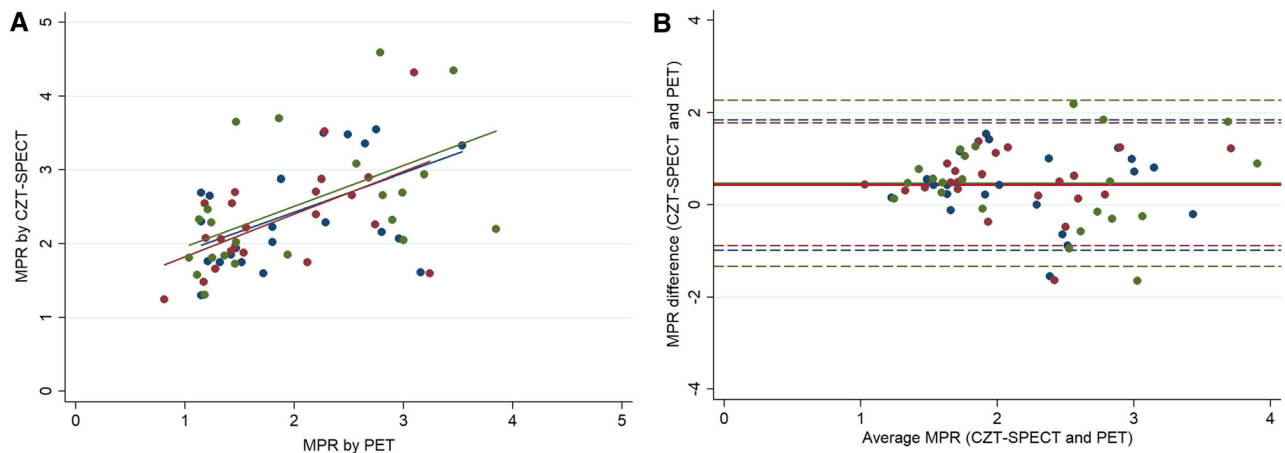 A
5
4
3
2
1
0
MPR by CZT-SPECT
0 1 2 3 4 5
MPR by PET
B
4
2
0
-2
-4
MPR difference (CZT-SPECT and PET)
0 1 2 3 4
Average MPR (CZT-SPECT and PET)